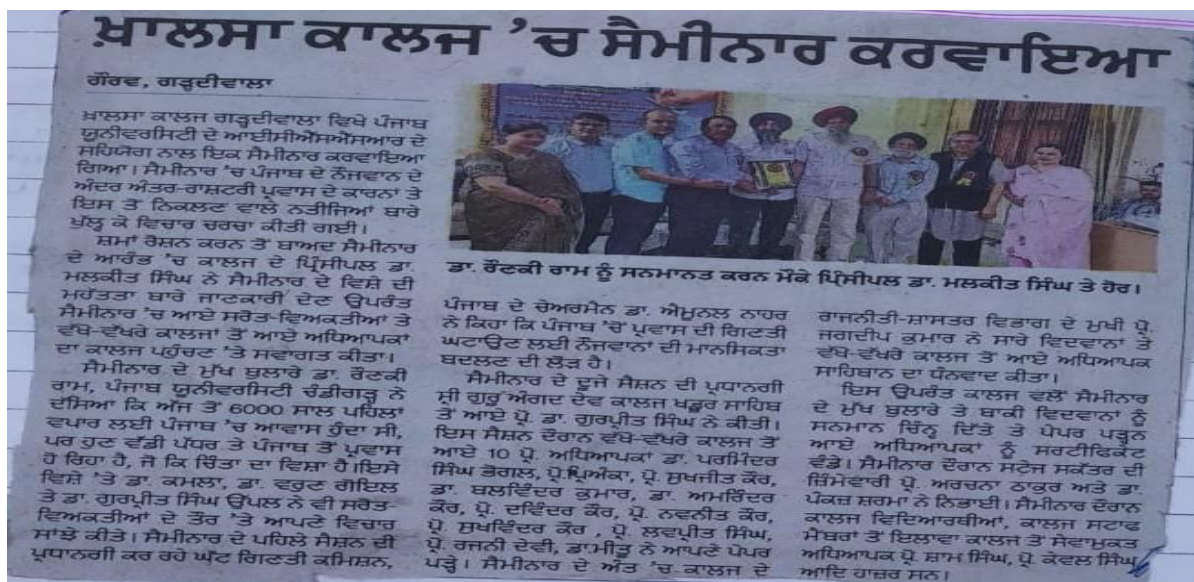 ਖ਼ਾਲਸਾ ਕਾਲਜ ’ਚ ਸੈਮੀਨਾਰ ਕਰਵਾਇਆ
ਗੌਰਵ, ਗੜ੍ਹਦੀਵਾਲਾ
ਖ਼ਾਲਸਾ ਕਾਲਜ ਗੜ੍ਹਦੀਵਾਲਾ ਵਿਖੇ ਪੰਜਾਬ
ਯੂਨੀਵਰਸਿਟੀ ਦੇ ਆਈਸੀਐੱਸਐੱਸਆਰ ਦੇ
ਸਹਿਯੋਗ ਨਾਲ ਇਕ ਸੈਮੀਨਾਰ ਕਰਵਾਇਆ
ਗਿਆ। ਸੈਮੀਨਾਰ ’ਚ ਪੰਜਾਬ ਦੇ ਨੌਜਵਾਨ ਦੇ
ਅੰਦਰ ਅੰਤਰ-ਰਾਸ਼ਟਰੀ ਪ੍ਰਵਾਸ ਦੇ ਕਾਰਨਾਂ ਤੇ
ਇਸ ਤੋਂ ਨਿਕਲਣ ਵਾਲੇ ਨਤੀਜਿਆਂ ਬਾਰੇ
ਖੁੱਲ੍ਹ ਕੇ ਵਿਚਾਰ ਚਰਚਾ ਕੀਤੀ ਗਈ।
ਸ਼ਮਾਂ ਰੌਸ਼ਨ ਕਰਨ ਤੋਂ ਬਾਅਦ ਸੈਮੀਨਾਰ
ਦੇ ਆਰੰਭ ’ਚ ਕਾਲਜ ਦੇ ਪ੍ਰਿੰਸੀਪਲ ਡਾ.
ਮਲਕੀਤ ਸਿੰਘ ਨੇ ਸੈਮੀਨਾਰ ਦੇ ਵਿਸ਼ੇ ਦੀ
ਮਹੱਤਤਾ ਬਾਰੇ ਜਾਣਕਾਰੀ ਦੇਣ ਉਪਰੰਤ
ਸੈਮੀਨਾਰ ’ਚ ਆਏ ਸਰੋਤ-ਵਿਅਕਤੀਆਂ ਤੇ
ਵੱਖੋ-ਵੱਖਰੇ ਕਾਲਜਾਂ ਤੋਂ ਆਏ ਅਧਿਆਪਕਾਂ
ਦਾ ਕਾਲਜ ਪਹੁੰਚਣ ’ਤੇ ਸਵਾਗਤ ਕੀਤਾ।
ਸੈਮੀਨਾਰ ਦੇ ਮੁੱਖ ਬੁਲਾਰੇ ਡਾ. ਰੌਣਕੀ
ਰਾਮ, ਪੰਜਾਬ ਯੂਨੀਵਰਸਿਟੀ ਚੰਡੀਗੜ੍ਹ ਨੇ
ਦੱਸਿਆ ਕਿ ਅੱਜ ਤੋਂ 6000 ਸਾਲ ਪਹਿਲਾਂ
ਵਪਾਰ ਲਈ ਪੰਜਾਬ ’ਚ ਆਵਾਸ ਹੁੰਦਾ ਸੀ,
ਪਰ ਹੁਣ ਵੱਡੀ ਪੱਧਰ ਤੇ ਪੰਜਾਬ ਤੋਂ ਪ੍ਰਵਾਸ
ਹੋ ਰਿਹਾ ਹੈ, ਜੋ ਕਿ ਚਿੰਤਾ ਦਾ ਵਿਸ਼ਾ ਹੈ।ਇਸੇ
ਵਿਸ਼ੇ ’ਤੇ ਡਾ. ਕਮਲਾ, ਡਾ. ਵਰੁਣ ਗੋਇਲ
ਤੇ ਡਾ. ਗੁਰਪ੍ਰੀਤ ਸਿੰਘ ਉੱਪਲ ਨੇ ਵੀ ਸਰੋਤ-
ਵਿਅਕਤੀਆਂ ਦੇ ਤੌਰ ’ਤੇ ਆਪਣੇ ਵਿਚਾਰ
ਸਾਂਝੇ ਕੀਤੇ। ਸੈਮੀਨਾਰ ਦੇ ਪਹਿਲੇ ਸੈਸ਼ਨ ਦੀ
ਪ੍ਰਧਾਨਗੀ ਕਰ ਰਹੇ ਘੱਟ ਗਿਣਤੀ ਕਮਿਸ਼ਨ,
ਡਾ. ਰੌਣਕੀ ਰਾਮ ਨੂੰ ਸਨਮਾਨਤ ਕਰਨ ਮੌਕੇ ਪ੍ਰਿੰਸੀਪਲ ਡਾ. ਮਲਕੀਤ ਸਿੰਘ ਤੇ ਹੋਰ।
ਪੰਜਾਬ ਦੇ ਚੇਅਰਮੈਨ ਡਾ. ਐਮੂਨਲ ਨਾਹਰ
ਨੇ ਕਿਹਾ ਕਿ ਪੰਜਾਬ ’ਚੋਂ ਪ੍ਰਵਾਸ ਦੀ ਗਿਣਤੀ
ਘਟਾਉਣ ਲਈ ਨੌਜਵਾਨਾਂ ਦੀ ਮਾਨਸਿਕਤਾ
ਬਦਲਣ ਦੀ ਲੋੜ ਹੈ।
ਸੈਮੀਨਾਰ ਦੇ ਦੂਜੇ ਸੈਸ਼ਨ ਦੀ ਪ੍ਰਧਾਨਗੀ
ਸ੍ਰੀ ਗੁਰੂ ਅੰਗਦ ਦੇਵ ਕਾਲਜ ਖਡੂਰ ਸਾਹਿਬ
ਤੋਂ ਆਏ ਪ੍ਰੋ. ਡਾ. ਗੁਰਪ੍ਰੀਤ ਸਿੰਘ ਨੇ ਕੀਤੀ।
ਇਸ ਸੈਸ਼ਨ ਦੌਰਾਨ ਵੱਖੋ-ਵੱਖਰੇ ਕਾਲਜ ਤੋਂ
ਆਏ 10 ਪ੍ਰੋ. ਅਧਿਆਪਕਾਂ ਡਾ. ਪਰਮਿੰਦਰ
ਸਿੰਘ ਭੋਗਲ, ਪ੍ਰੋ.ਪ੍ਰਿਅੰਕਾ, ਪ੍ਰੋ. ਸੁਖਜੀਤ ਕੌਰ,
ਡਾ. ਬਲਵਿੰਦਰ ਕੁਮਾਰ, ਡਾ. ਅਮਰਿੰਦਰ
ਕੌਰ, ਪ੍ਰੋ. ਦਵਿੰਦਰ ਕੌਰ, ਪ੍ਰੋ. ਨਵਨੀਤ ਕੌਰ,
ਪ੍ਰੋ. ਸੁਖਵਿੰਦਰ ਕੌਰ , ਪ੍ਰੋ. ਲਵਪ੍ਰੀਤ ਸਿੰਘ,
ਪ੍ਰੋ. ਰਜਨੀ ਦੇਵੀ, ਡਾ.ਮੀਤੂ ਨੇ ਆਪਣੇ ਪੇਪਰ
ਪੜ੍ਹੇ। ਸੈਮੀਨਾਰ ਦੇ ਅੰਤ ’ਚ ਕਾਲਜ ਦੇ
ਰਾਜਨੀਤੀ-ਸ਼ਾਸਤਰ ਵਿਭਾਗ ਦੇ ਮੁਖੀ ਪ੍ਰੋ.
ਜਗਦੀਪ ਕੁਮਾਰ ਨੇ ਸਾਰੇ ਵਿਦਵਾਨਾਂ ਤੇ
ਵੱਖੋ-ਵੱਖਰੇ ਕਾਲਜ ਤੋਂ ਆਏ ਅਧਿਆਪਕ
ਸਾਹਿਬਾਨ ਦਾ ਧੰਨਵਾਦ ਕੀਤਾ।
ਇਸ ਉਪਰੰਤ ਕਾਲਜ ਵਲੋਂ ਸੈਮੀਨਾਰ
ਦੇ ਮੁੱਖ ਬੁਲਾਰੇ ਤੇ ਬਾਕੀ ਵਿਦਵਾਨਾਂ ਨੂੰ
ਸਨਮਾਨ ਚਿੰਨ੍ਹ ਦਿੱਤੇ ਤੇ ਪੇਪਰ ਪੜ੍ਹਨ
ਆਏ ਅਧਿਆਪਕਾਂ ਨੂੰ ਸਰਟੀਫਿਕੇਟ
ਵੰਡੇ। ਸੈਮੀਨਾਰ ਦੌਰਾਨ ਸਟੇਜ ਸਕੱਤਰ ਦੀ
ਜ਼ਿੰਮੇਵਾਰੀ ਪ੍ਰੋ. ਅਰਚਨਾ ਠਾਕੁਰ ਅਤੇ ਡਾ.
ਪੰਕਜ ਸ਼ਰਮਾ ਨੇ ਨਿਭਾਈ। ਸੈਮੀਨਾਰ ਦੌਰਾਨ
ਕਾਲਜ ਵਿਦਿਆਰਥੀਆਂ, ਕਾਲਜ ਸਟਾਫ
ਮੈਂਬਰਾਂ ਤੋਂ ਇਲਾਵਾ ਕਾਲਜ ਤੋਂ ਸੇਵਾਮੁਕਤ
ਅਧਿਆਪਕ ਪ੍ਰੋ. ਸ਼ਾਮ ਸਿੰਘ, ਪ੍ਰੋ ਕੇਵਲ ਸਿੰਘ
ਆਦਿ ਹਾਜ਼ਰ ਸਨ।